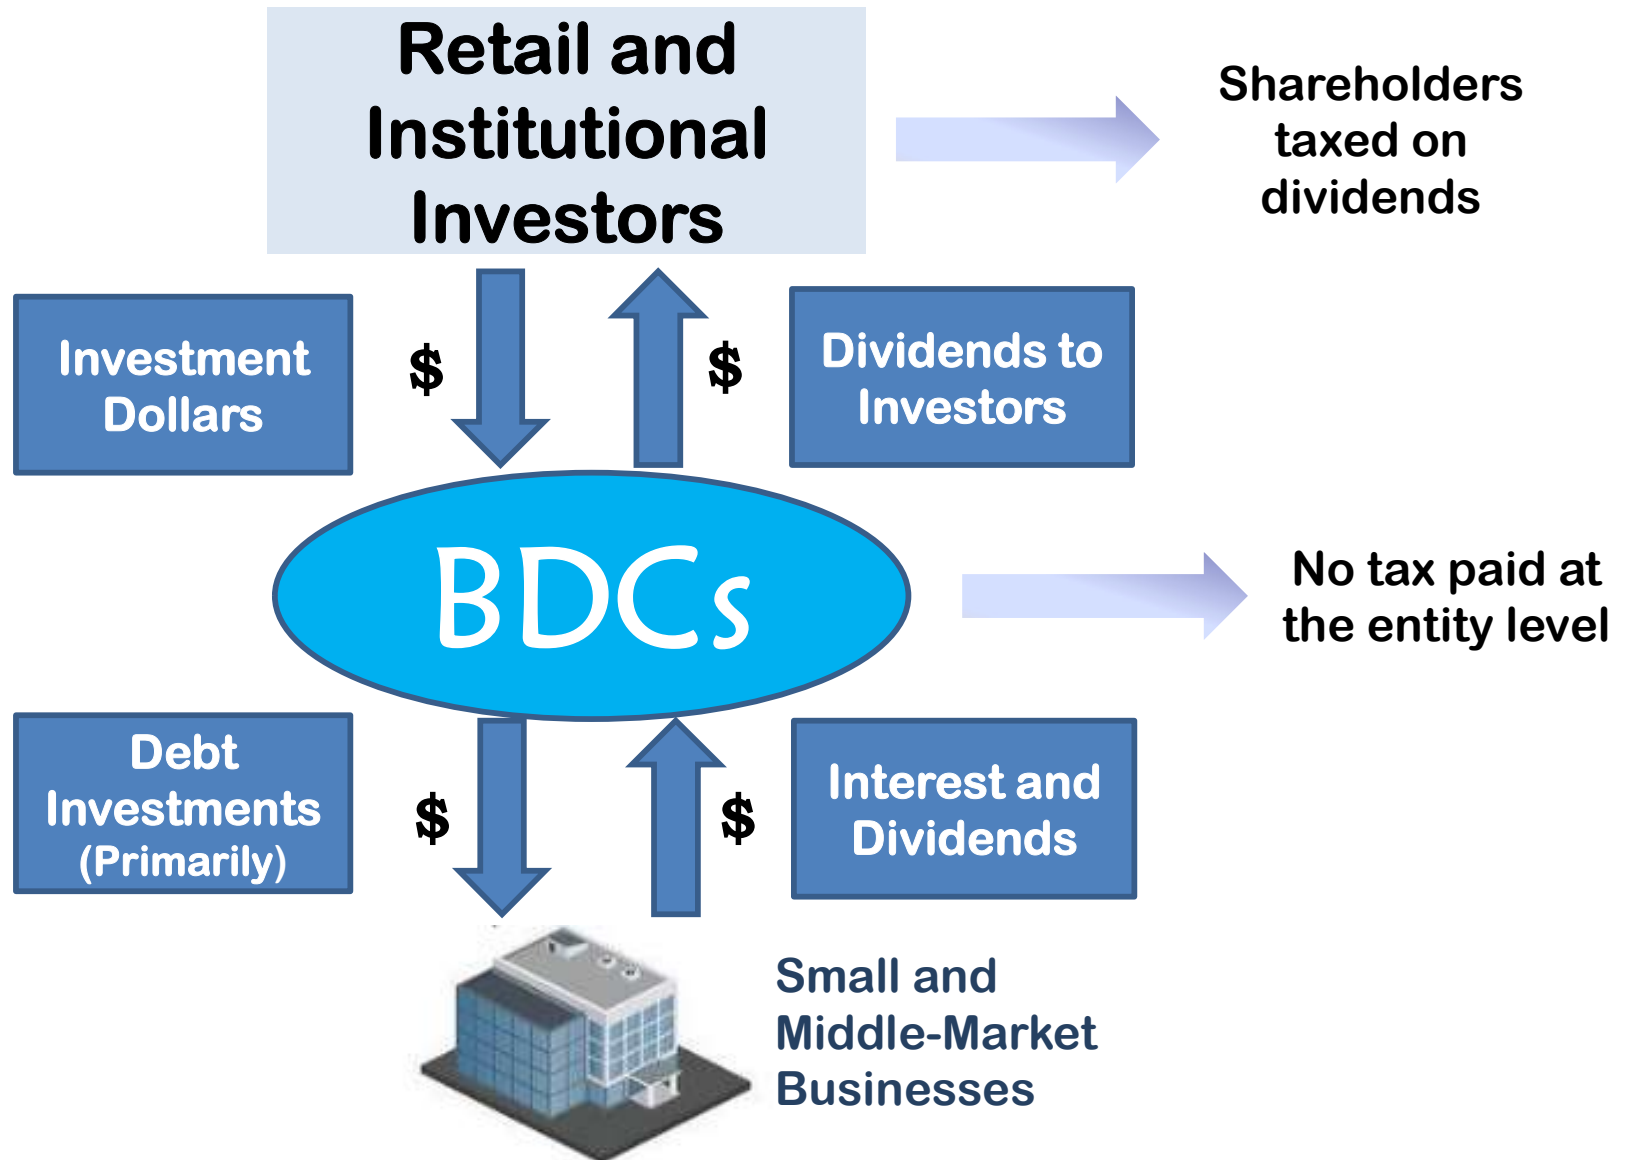 Retail and
Institutional
Investors
Shareholders
taxed on
dividends
Investment
Dollars
$
$
Dividends to
Investors
BDCs
No tax paid at
the entity level
Debt
Investments
(Primarily)
$
$
Interest and
Dividends
Small and
Middle-Market
Businesses